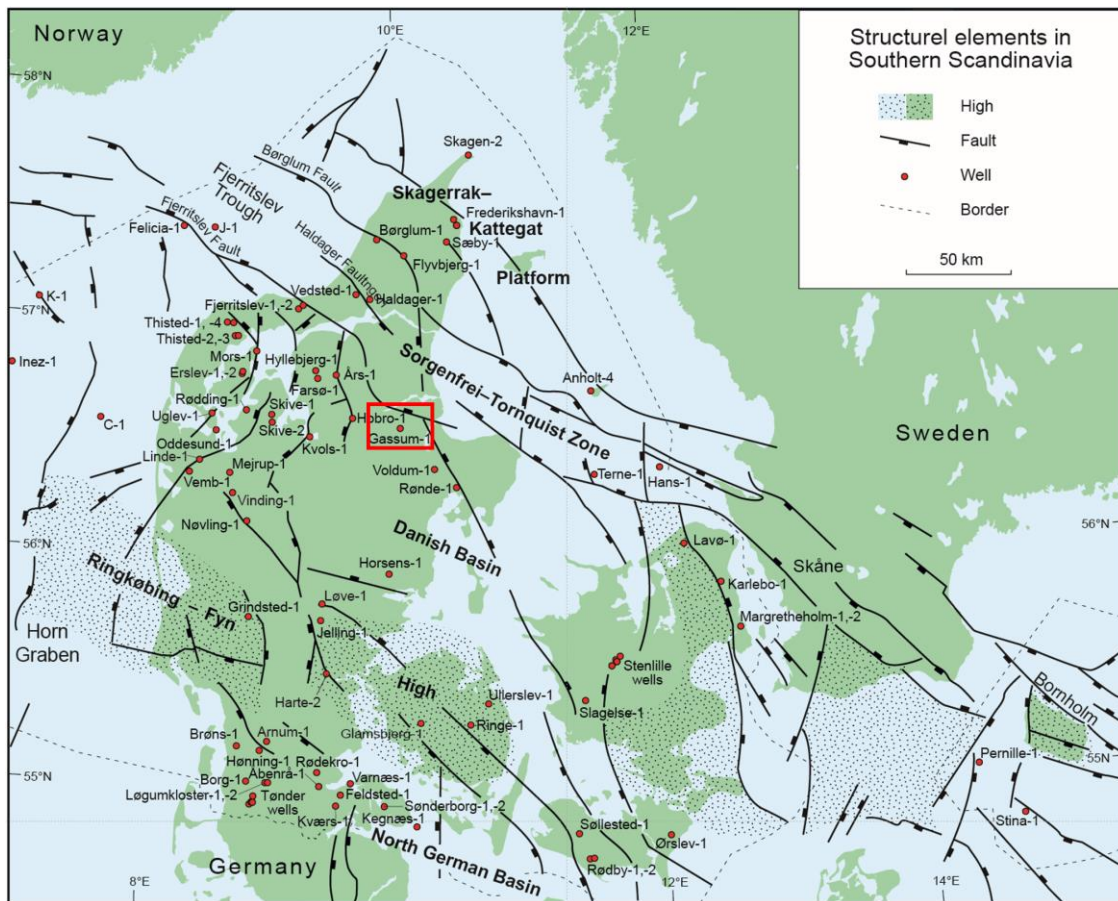 10°E
12°E
Norway
58°N
Structurel elements in
Southern Scandinavia
High
Fault
Well
Border
50 km
Skagen-2
Børglum Fault
Fjerritslev
Trough
Skagerrak–
Kattegat
Platform
Frederikshavn-1
Fjerritslev Fault
Felicia-1
J-1
Børglum-1
Sæby-1
Flyvbjerg-1
Haldager Faultngsby
K-1
Vedsted-1
Haldager-1
57°N
Fjerritslev-1,-2
Thisted-1, -4
Thisted-2,-3
Mors-1
Inez-1
Hyllebjerg-1
Sorgenfrei–Tornquist Zone
Erslev-1,-2
Farsø-1
Års-1
Anholt-4
Rødding-1
Uglev-1
Skive-1
Hobro-1
C-1
Skive-2
Gassum-1
Sweden
Oddesund-1
Kvols-1
Linde-1
Mejrup-1
Voldum-1
Terne-1
Hans-1
Vemb-1
Rønde-1
Vinding-1
Nøvling-1
56°N
56°N
Danish Basin
Lavø-1
Skåne
Horsens-1
Karlebo-1
Ringkøbing – Fyn
High
Løve-1
Grindsted-1
Margretheholm-1,-2
Horn
Graben
Jelling-1
Stenlille
wells
Harte-2
Ullerslev-1
Slagelse-1
Bornholm
Glamsbjerg-1
Ringe-1
Brøns-1
Arnum-1
Hønning-1
Rødekro-1
Pernille-1
55°N
55°N
Borg-1
Åbenrå-1
Varnæs-1
Løgumkloster-1,-2
Feldsted-1
Tønder
wells
Sønderborg-1,-2
Kværs-1
Kegnæs-1
Stina-1
Søllested-1
Ørslev-1
North German Basin
Germany
Rødby-1,-2
8°E
12°E
14°E